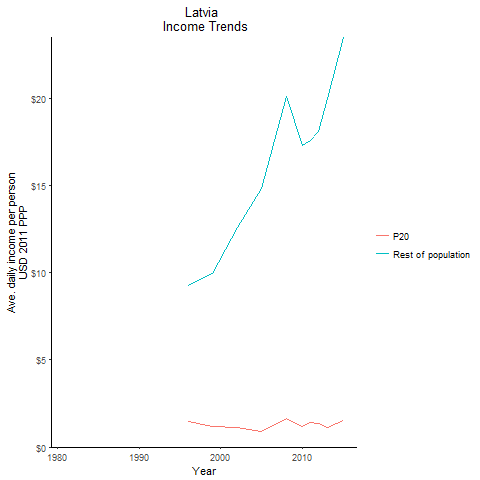 Latvia
Income Trends
Ave. daily income per person
USD 2011 PPP
$20
$15
$10
$5
$0
1980
1990
2000
2010
Year
P20
Rest of population